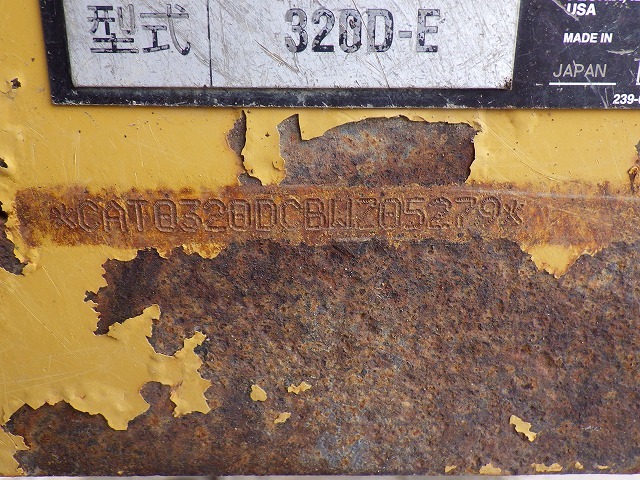 USA
型式 320D-E
MADE IN
JAPAN
239-
*CAT0320DCBWZ05279*